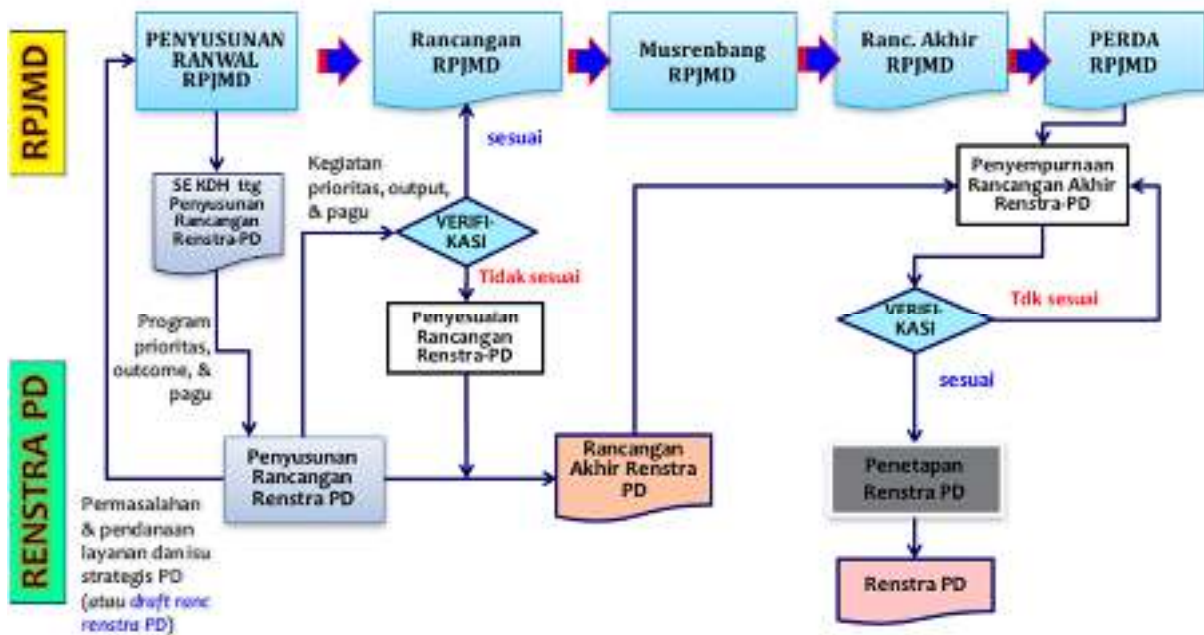 RPJMD
PENYUSUNAN
RANWAL
RPJMD
Rancangan
RPJMD
Musrenbang
RPJMD
Ranc. Akhir
RPJMD
PERDA
RPJMD
SE KDH ttg
Penyusunan
Rancangan
Renstra-PD
Kegiatan
prioritas, output,
& pagu
sesuai
VERIFI-
KASI
Tidak sesuai
Penyesuaian
Rancangan
Renstra-PD
Penyempurnaan
Rancangan Akhir
Renstra-PD
VERIFI-
KASI
Tdk sesuai
sesuai
Program
prioritas,
outcome, &
pagu
RENSTRA PD
Penyusunan
Rancangan
Renstra PD
Rancangan
Akhir Renstra
PD
Penetapan
Renstra PD
Renstra PD
Permasalahan
& pendanaan
layanan dan isu
strategis PD
(atau draft ranc
renstra PD)